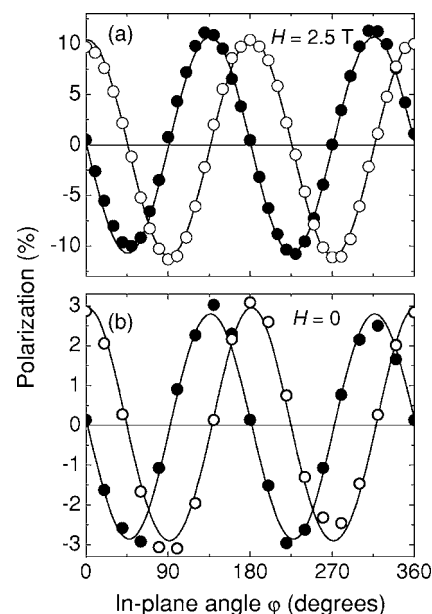 (a)
H = 2.5 T
10
5
0
-5
-10
Polarization (%)
(b)
H = 0
3
2
1
0
-1
-2
-3
0 90 180 270 360
In-plane angle φ (degrees)